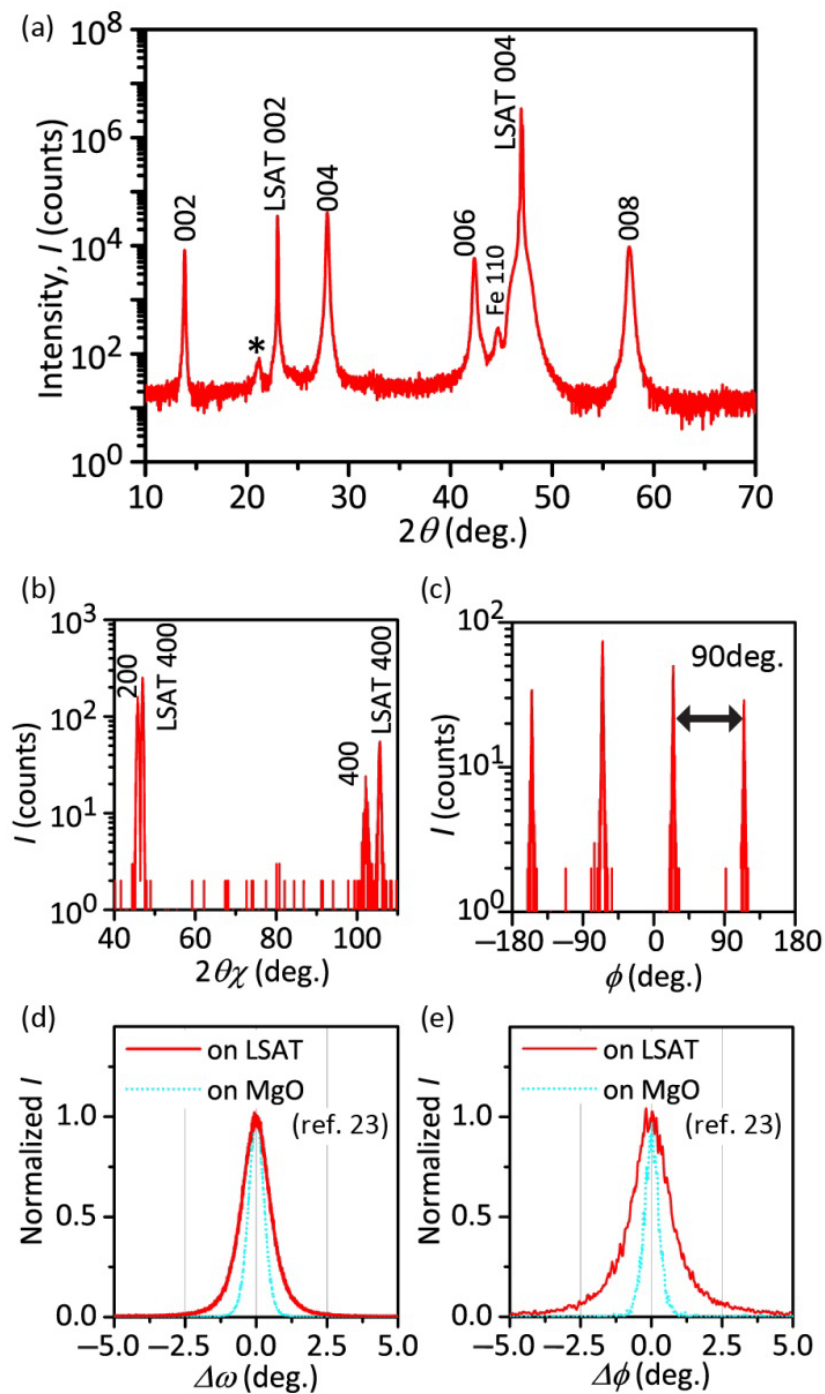 (a)
10^8
10^6
10^4
10^2
10^0
Intensity, I (counts)
002
*
LSAT 002
004
006
Fe 110
LSAT 004
008
10 20 30 40 50 60 70
2θ (deg.)
(b)
10^3
10^2
10^1
10^0
I (counts)
200
LSAT 400
400
LSAT 400
40 60 80 100
2θχ (deg.)
(c)
10^2
10^1
10^0
I (counts)
90deg.
−180 −90 0 90 180
ϕ (deg.)
(d)
on LSAT
on MgO
(ref. 23)
1.0
0.5
0.0
Normalized I
−5.0 −2.5 0.0 2.5 5.0
Δω (deg.)
(e)
on LSAT
on MgO
(ref. 23)
1.0
0.5
0.0
Normalized I
−5.0 −2.5 0.0 2.5 5.0
Δϕ (deg.)